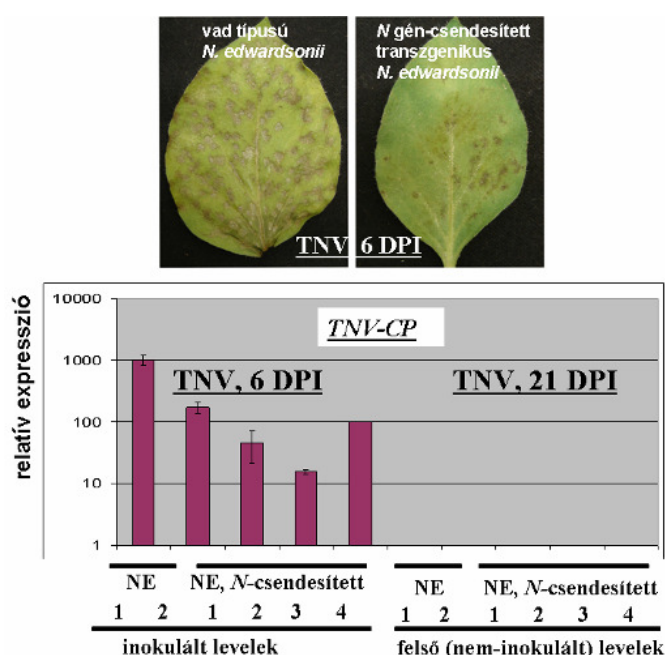 vad típusú
N. edwardsonii
N gén-csendesített
transzgenikus
N. edwardsonii
TNV 6 DPI
relatív expresszió
10000
1000
100
10
1
TNV-CP
TNV, 6 DPI
TNV, 21 DPI
NE
NE, N-csendesített
NE
NE, N-csendesített
1 2 1 2 3 4 1 2 1 2 3 4
inokulált levelek
felső (nem-inokulált) levelek